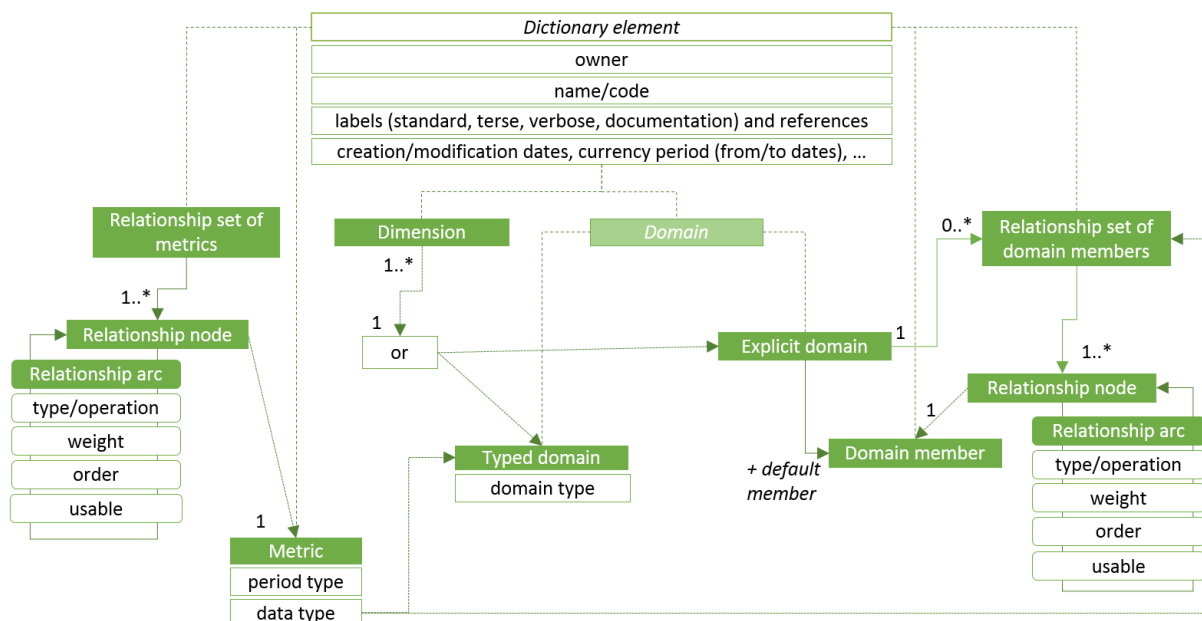 Dictionary element
owner
name/code
labels (standard, terse, verbose, documentation) and references
creation/modification dates, currency period (from/to dates), ...
Relationship set of
metrics
Dimension
Domain
Relationship set of
domain members
0..*
1..*
1..*
1
Relationship node
or
Explicit domain
1
1..*
Relationship arc
type/operation
weight
order
usable
Relationship node
1
Typed domain
domain type
+ default
member
Domain member
Relationship arc
type/operation
weight
order
usable
1
Metric
period type
data type